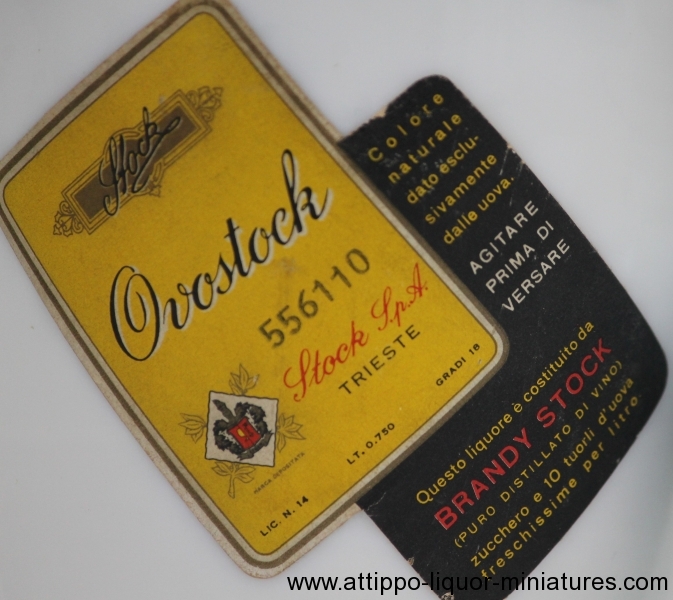 Stock
Ovostock
556110
Stock S.p.A.
TRIESTE
GRADI 18
LT. 0,750
MARCA DEPOSITATA
LIC. N. 14
Colore
naturale
dato esclu-
sivamente
dalle uova.
AGITARE
PRIMA DI
VERSARE
Questo liquore è costituito da
BRANDY STOCK
(PURO DISTILLATO DI VINO)
zucchero e 10 tuorli d'uova
freschissime per litro.
www.attippo-liquor-miniatures.com